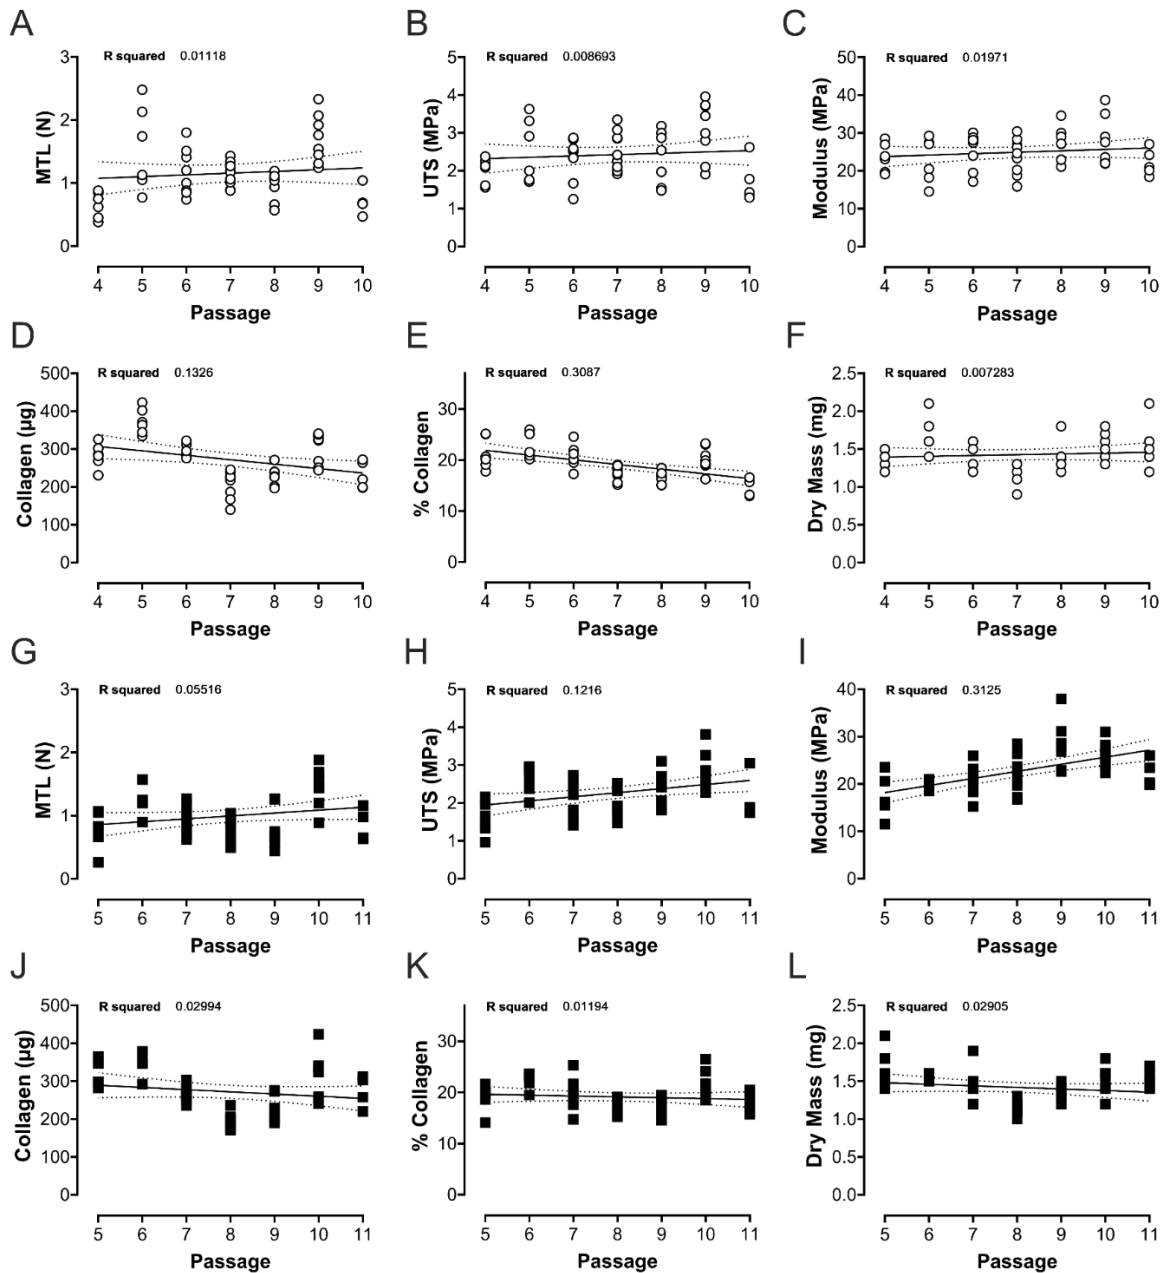 A
B
C
R squared 0.01118
R squared 0.008693
R squared 0.01971
MTL (N)
3
2
1
0
4 5 6 7 8 9 10
Passage
UTS (MPa)
5
4
3
2
1
0
4 5 6 7 8 9 10
Passage
Modulus (MPa)
50
40
30
20
10
0
4 5 6 7 8 9 10
Passage
D
E
F
R squared 0.1326
R squared 0.3087
R squared 0.007283
Collagen (µg)
500
400
300
200
100
0
4 5 6 7 8 9 10
Passage
% Collagen
30
20
10
0
4 5 6 7 8 9 10
Passage
Dry Mass (mg)
2.5
2.0
1.5
1.0
0.5
0.0
4 5 6 7 8 9 10
Passage
G
H
I
R squared 0.05516
R squared 0.1216
R squared 0.3125
MTL (N)
3
2
1
0
5 6 7 8 9 10 11
Passage
UTS (MPa)
5
4
3
2
1
0
5 6 7 8 9 10 11
Passage
Modulus (MPa)
40
30
20
10
0
5 6 7 8 9 10 11
Passage
J
K
L
R squared 0.02994
R squared 0.01194
R squared 0.02905
Collagen (µg)
500
400
300
200
100
0
5 6 7 8 9 10 11
Passage
% Collagen
30
20
10
0
5 6 7 8 9 10 11
Passage
Dry Mass (mg)
2.5
2.0
1.5
1.0
0.5
0.0
5 6 7 8 9 10 11
Passage